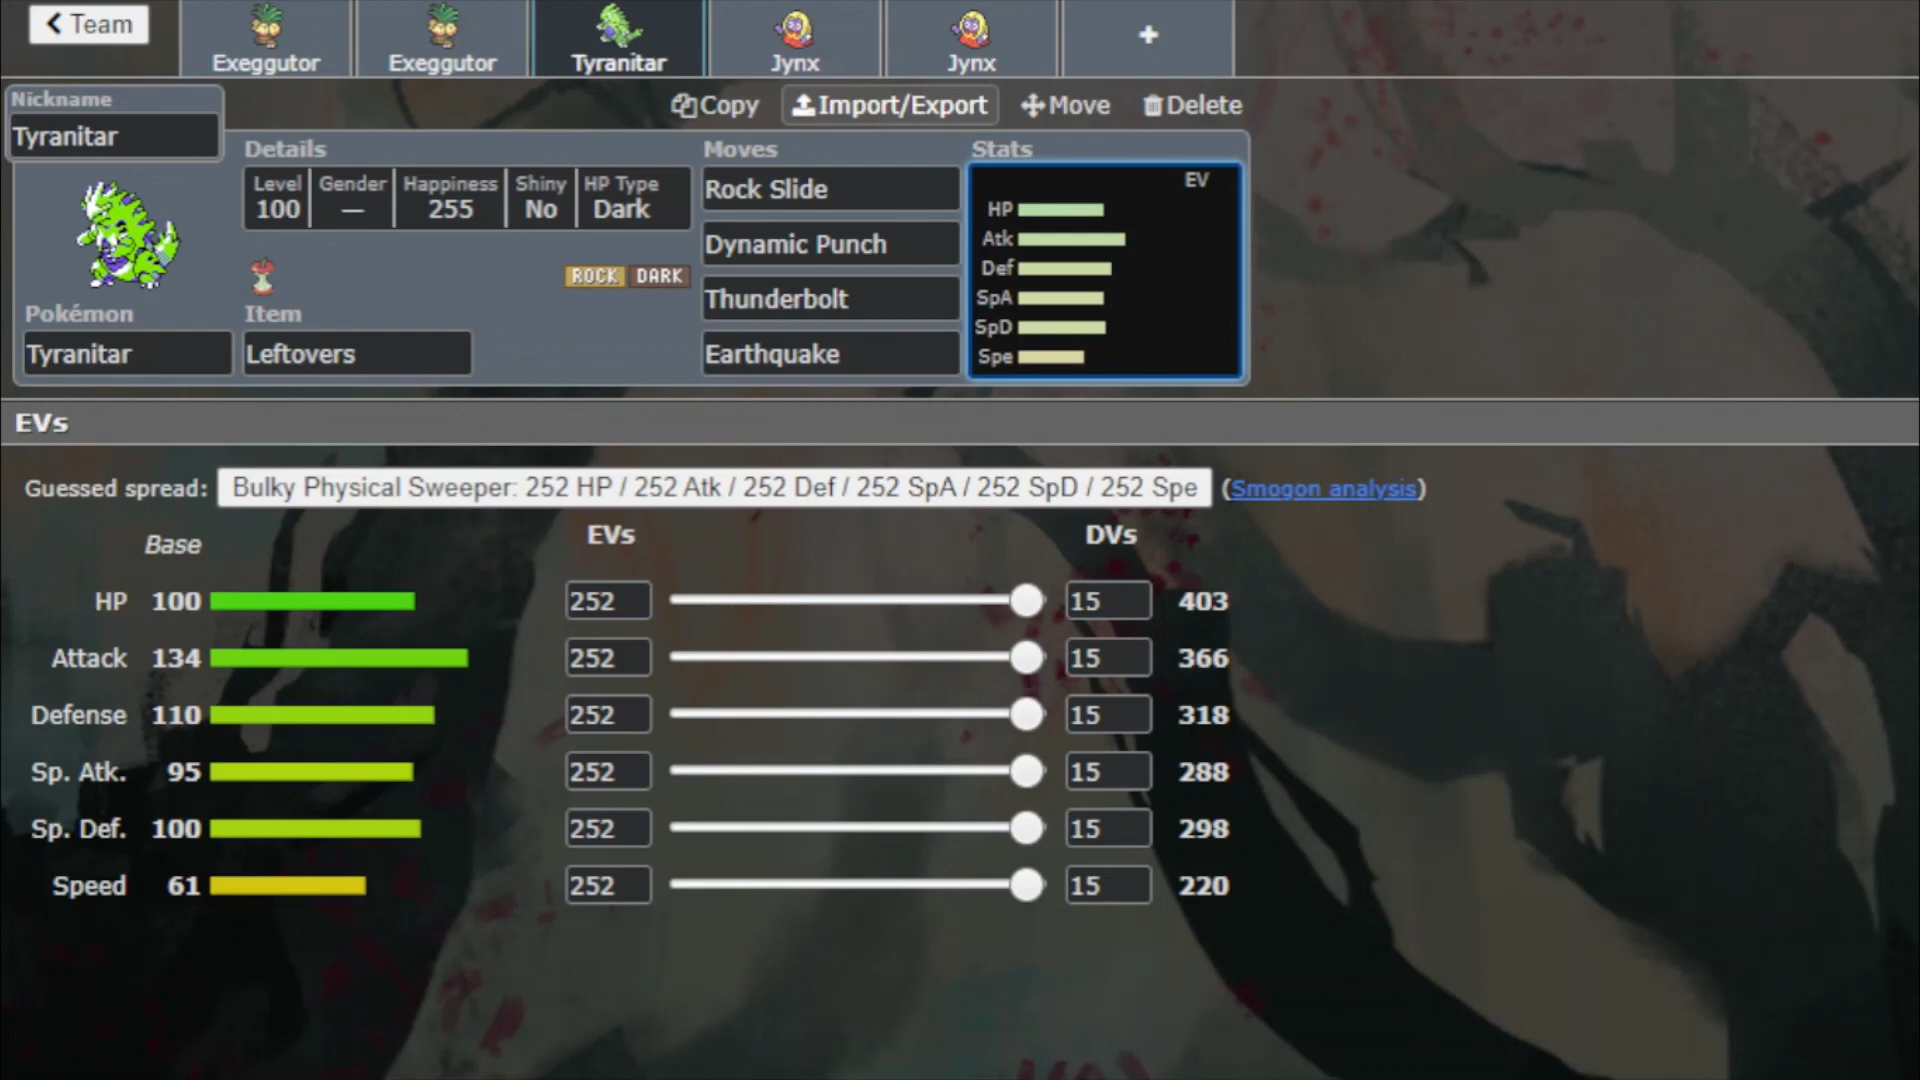 Team
Exeggutor
Exeggutor
Tyranitar
Jynx
Jynx
+
Copy
Import/Export
Move
Delete
Nickname
Tyranitar
Details
Level
100
Gender
—
Happiness
255
Shiny
No
HP Type
Dark
ROCK
DARK
Pokémon
Tyranitar
Item
Leftovers
Moves
Rock Slide
Dynamic Punch
Thunderbolt
Earthquake
Stats
EV
HP
Atk
Def
SpA
SpD
Spe
EVs
Guessed spread: Bulky Physical Sweeper: 252 HP / 252 Atk / 252 Def / 252 SpA / 252 SpD / 252 Spe (Smogon analysis)
Base EVs DVs
HP 100 252 15 403
Attack 134 252 15 366
Defense 110 252 15 318
Sp. Atk. 95 252 15 288
Sp. Def. 100 252 15 298
Speed 61 252 15 220